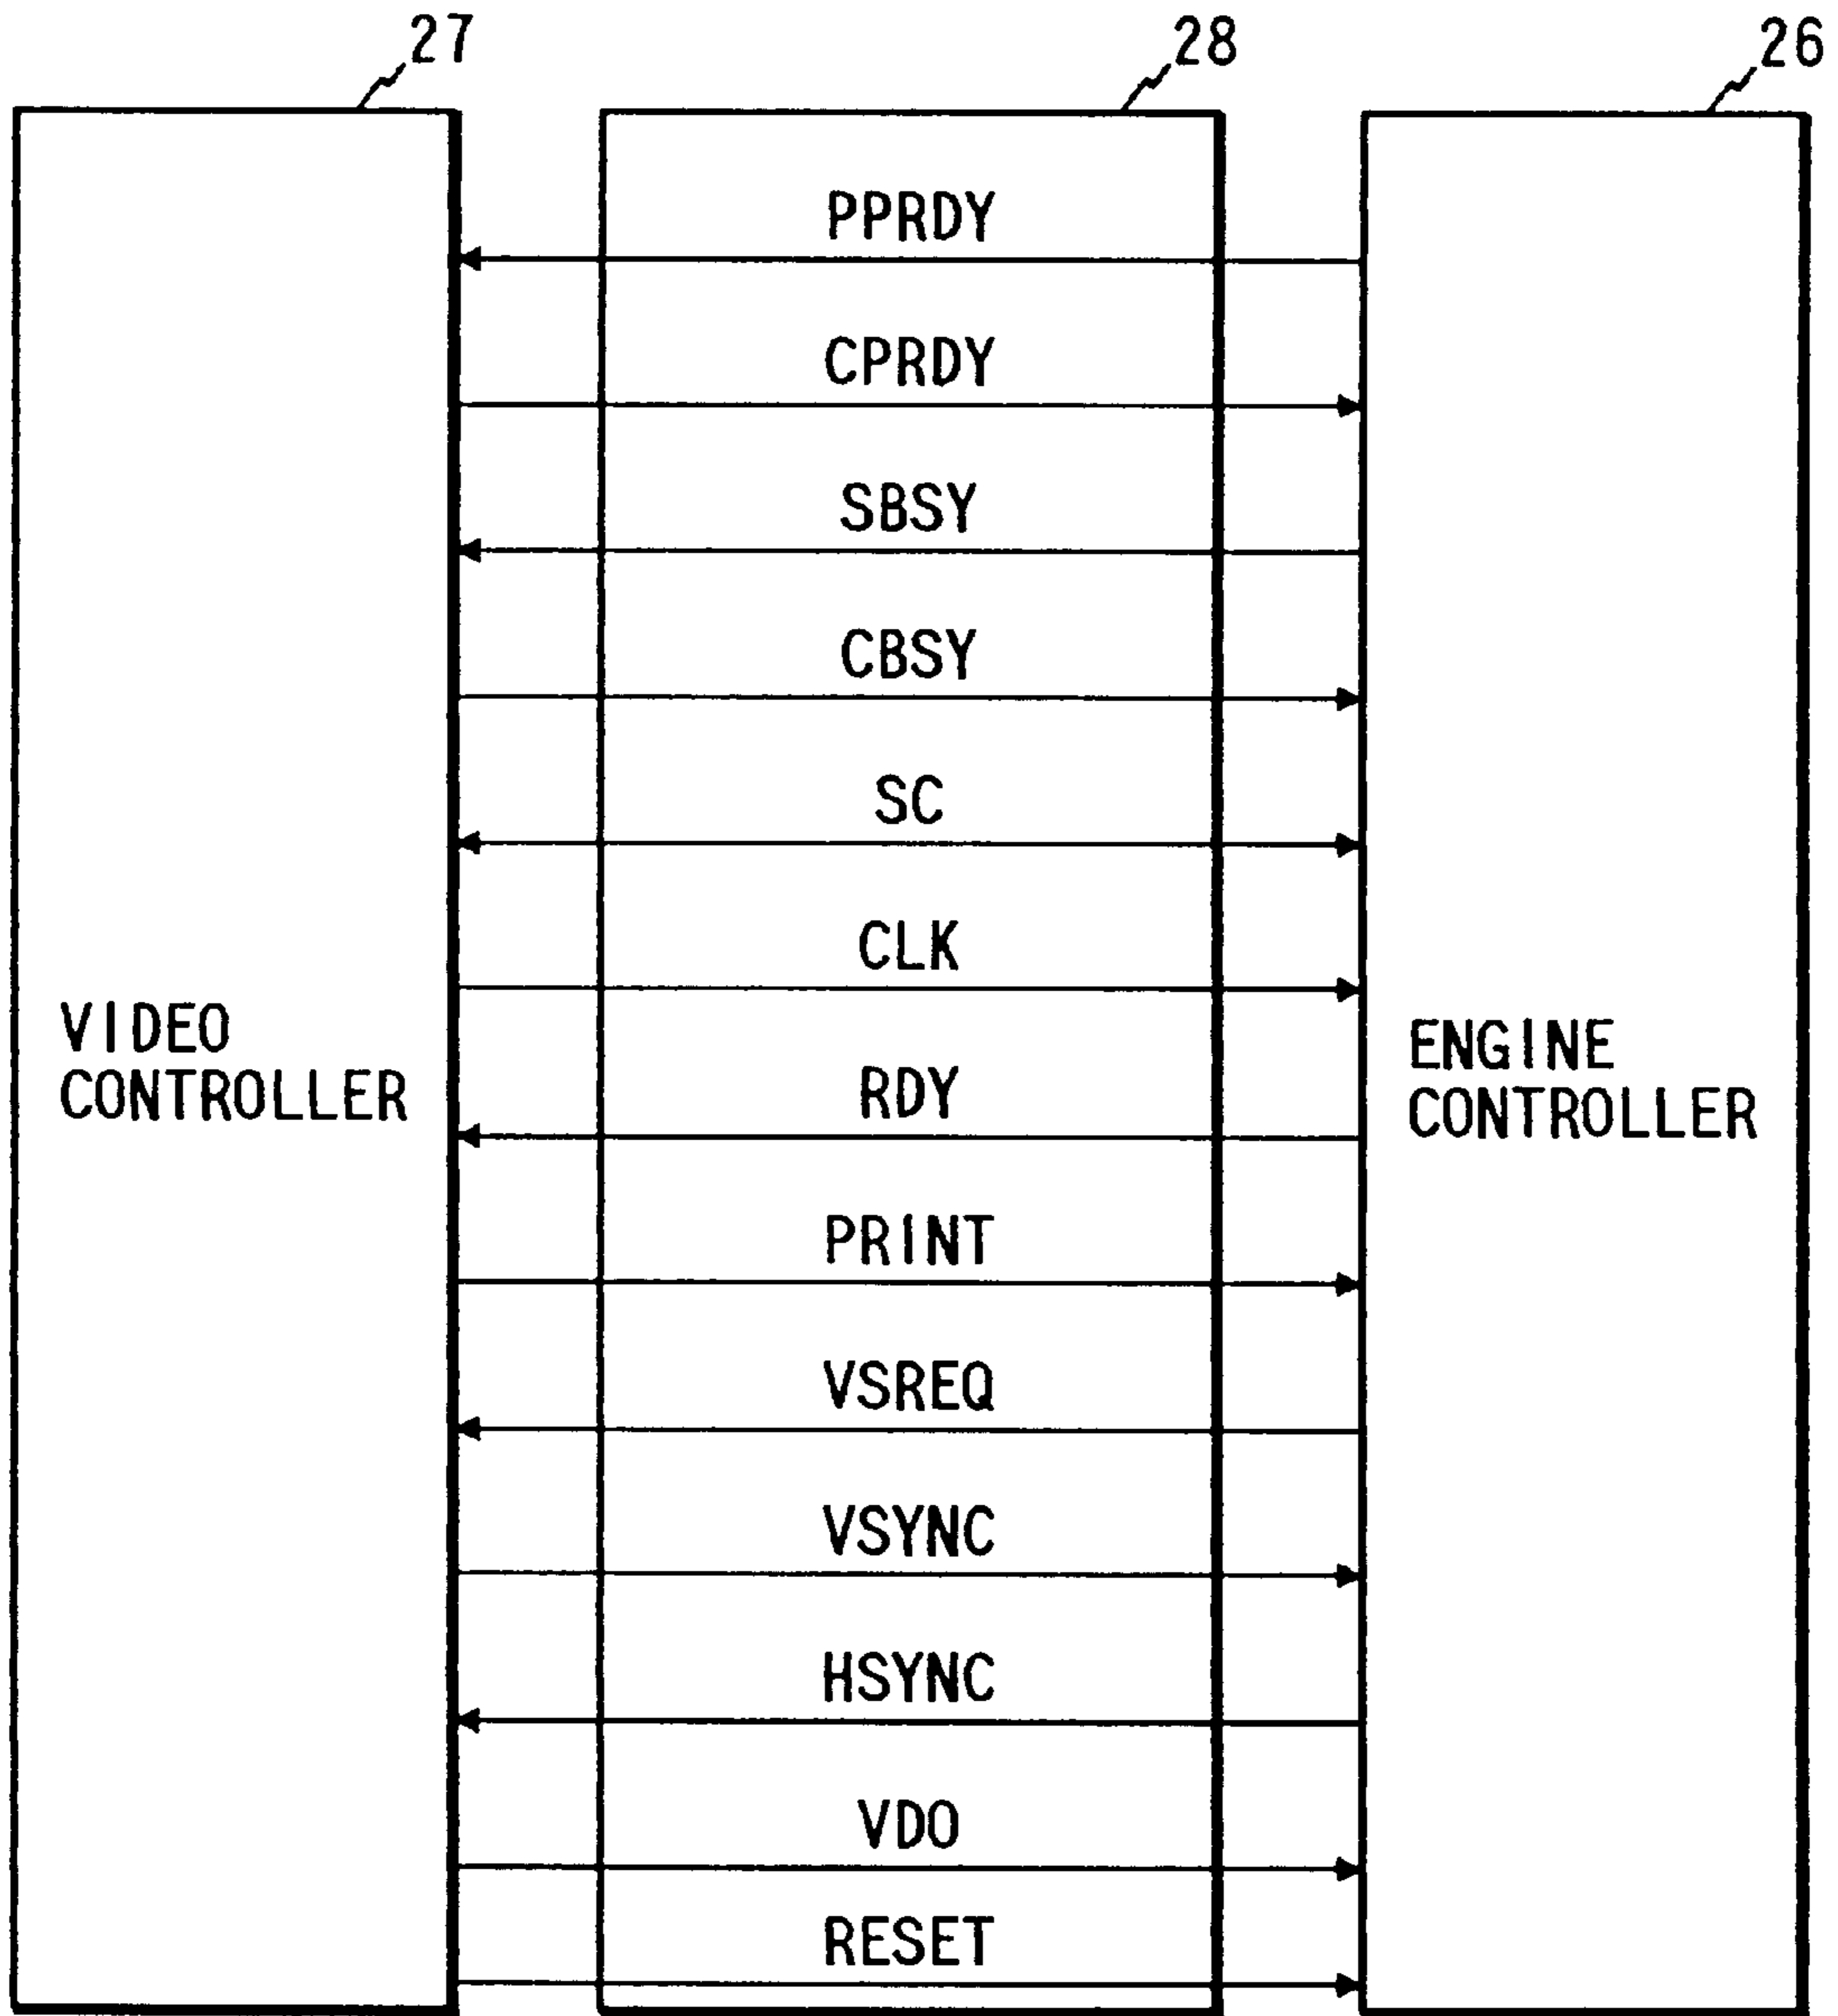 27
28
26
PPRDY
CPRDY
SBSY
CBSY
SC
CLK
VIDEO
CONTROLLER
RDY
ENGINE
CONTROLLER
PRINT
VSREQ
VSYNC
HSYNC
VDO
RESET